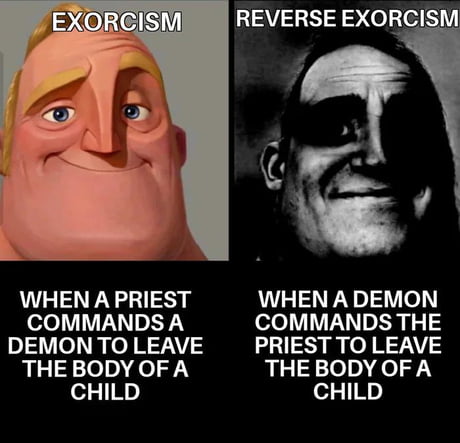 EXORCISM
REVERSE EXORCISM
WHEN A PRIEST
COMMANDS A
DEMON TO LEAVE
THE BODY OF A
CHILD
WHEN A DEMON
COMMANDS THE
PRIEST TO LEAVE
THE BODY OF A
CHILD